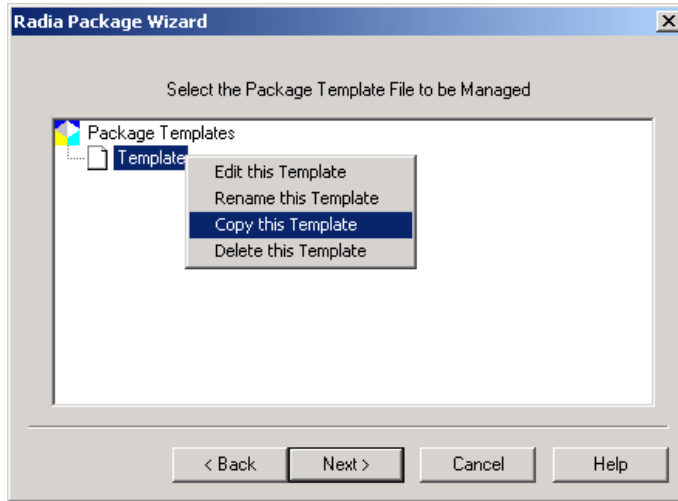 Radia Package Wizard
Select the Package Template File to be Managed
Package Templates
Template
Edit this Template
Rename this Template
Copy this Template
Delete this Template
< Back Next > Cancel Help